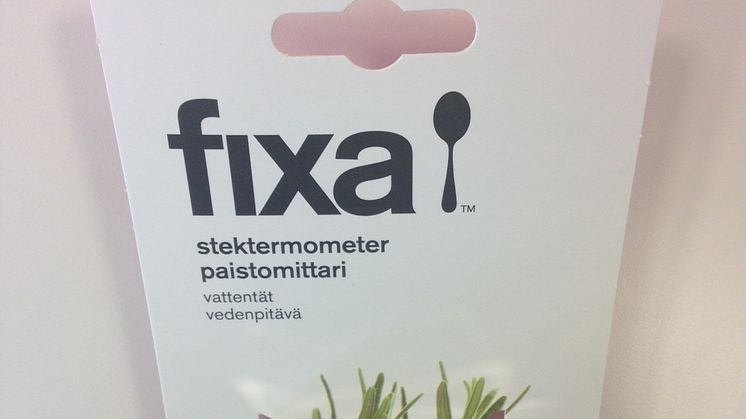 fixa
TM
stektermometer
paistomittari
vattentät
vedenpitävä